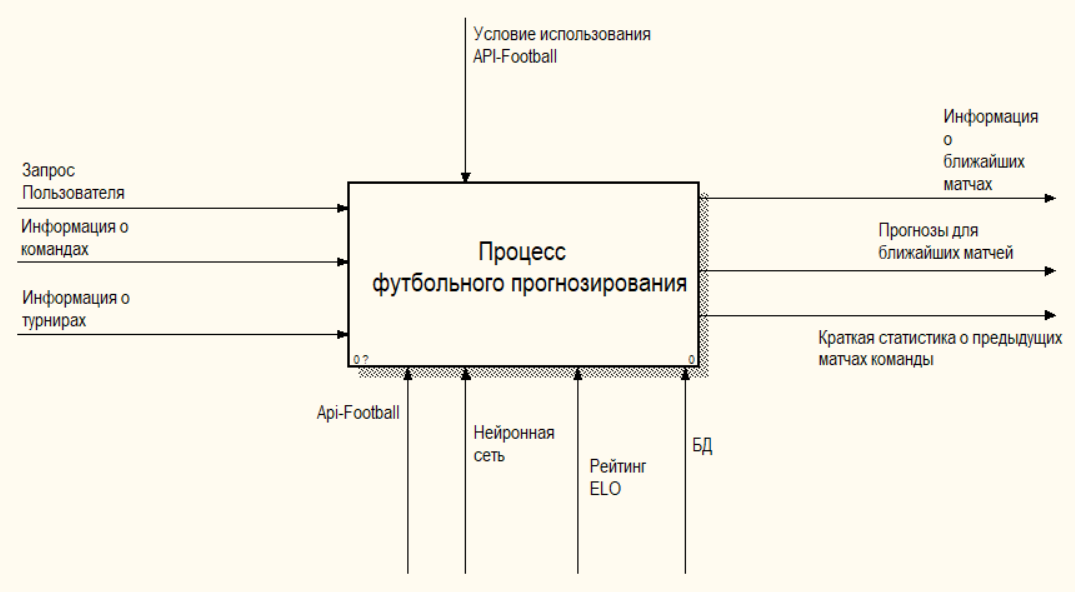 Условие использования
API-Football
Информация
о
ближайших
матчах
Запрос
Пользователя
Информация о
командах
Информация о
турнирах
Процесс
футбольного прогнозирования
0 ?
0
Прогнозы для
ближайших матчей
Краткая статистика о предыдущих
матчах команды
Api-Football
Нейронная
сеть
Рейтинг
ELO
БД